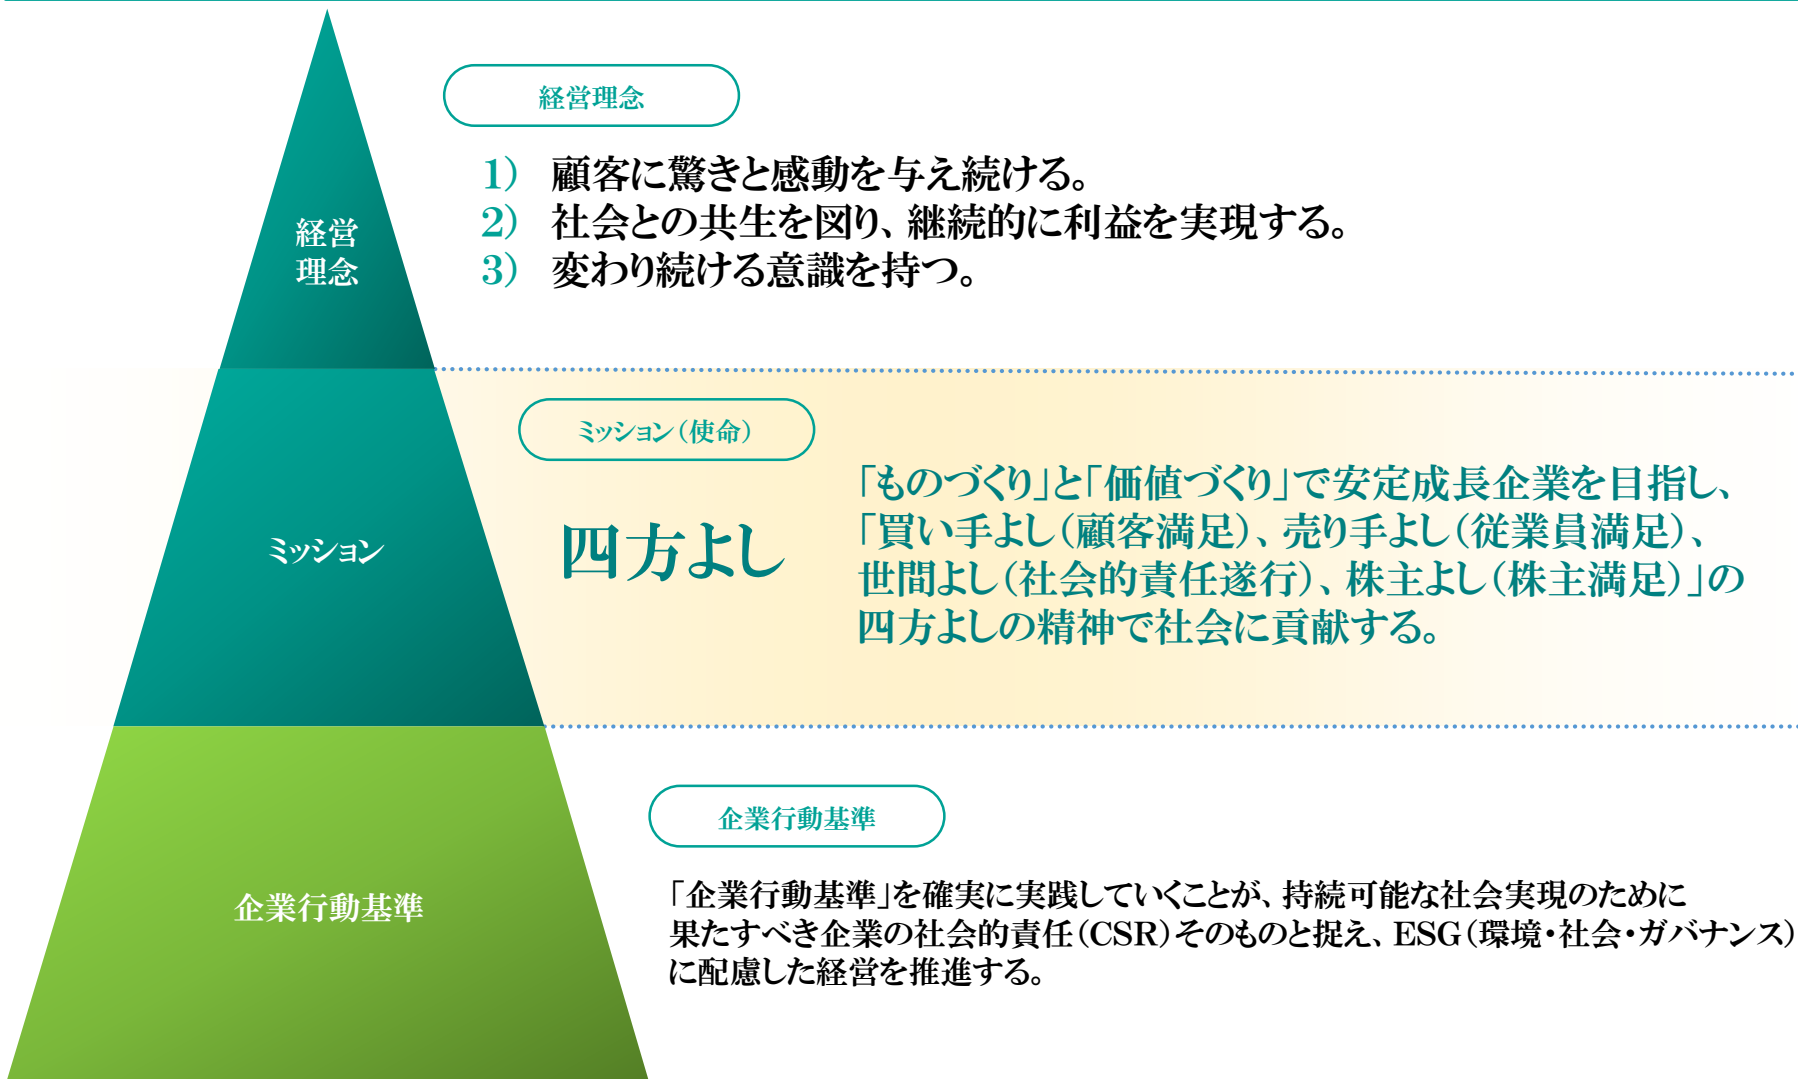 経営理念
1） 顧客に驚きと感動を与え続ける。
2） 社会との共生を図り、継続的に利益を実現する。
3） 変わり続ける意識を持つ。
経営
理念
ミッション（使命）
四方よし
「ものづくり」と「価値づくり」で安定成長企業を目指し、
「買い手よし（顧客満足）、売り手よし（従業員満足）、
世間よし（社会的責任遂行）、株主よし（株主満足）」の
四方よしの精神で社会に貢献する。
ミッション
企業行動基準
「企業行動基準」を確実に実践していくことが、持続可能な社会実現のために
果たすべき企業の社会的責任（CSR）そのものと捉え、ESG（環境・社会・ガバナンス）
に配慮した経営を推進する。
企業行動基準